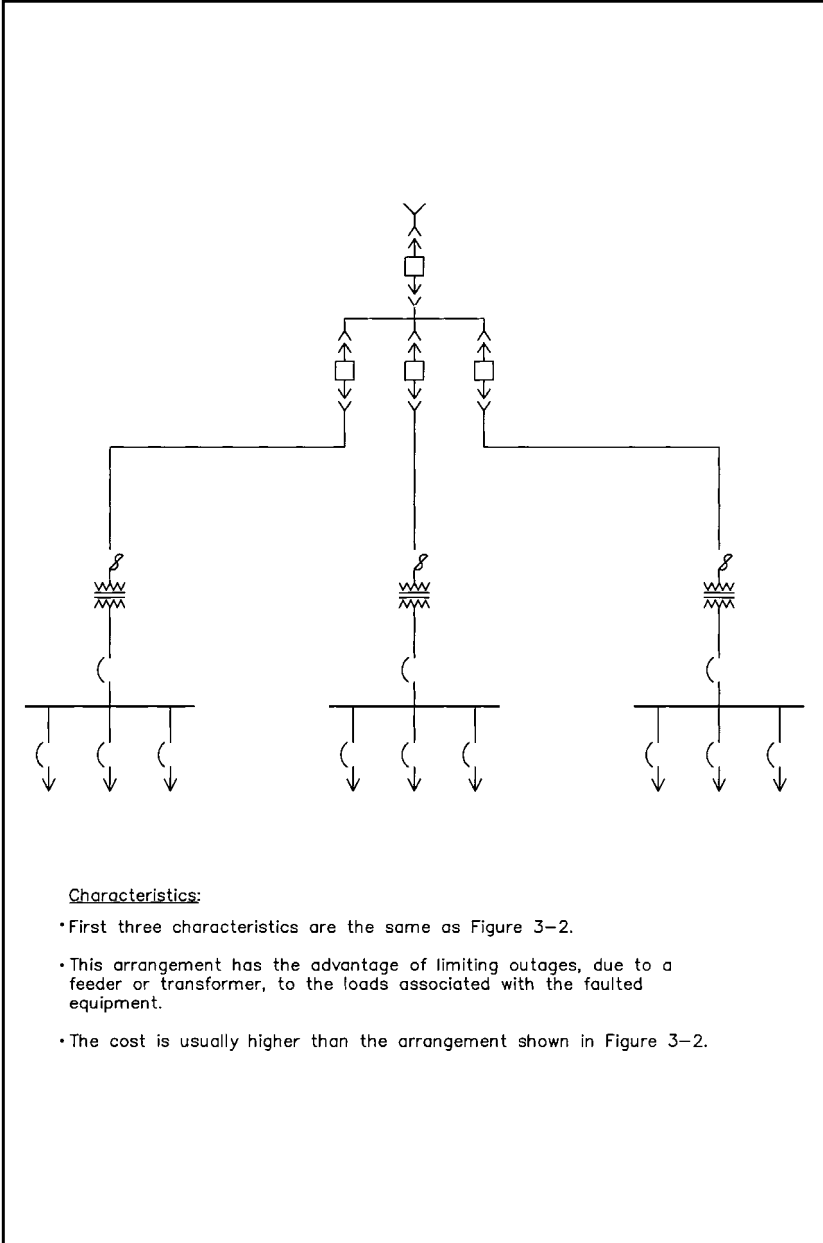 Characteristics:
• First three characteristics are the same as Figure 3-2.
• This arrangement has the advantage of limiting outages, due to a
feeder or transformer, to the loads associated with the faulted
equipment.
• The cost is usually higher than the arrangement shown in Figure 3-2.